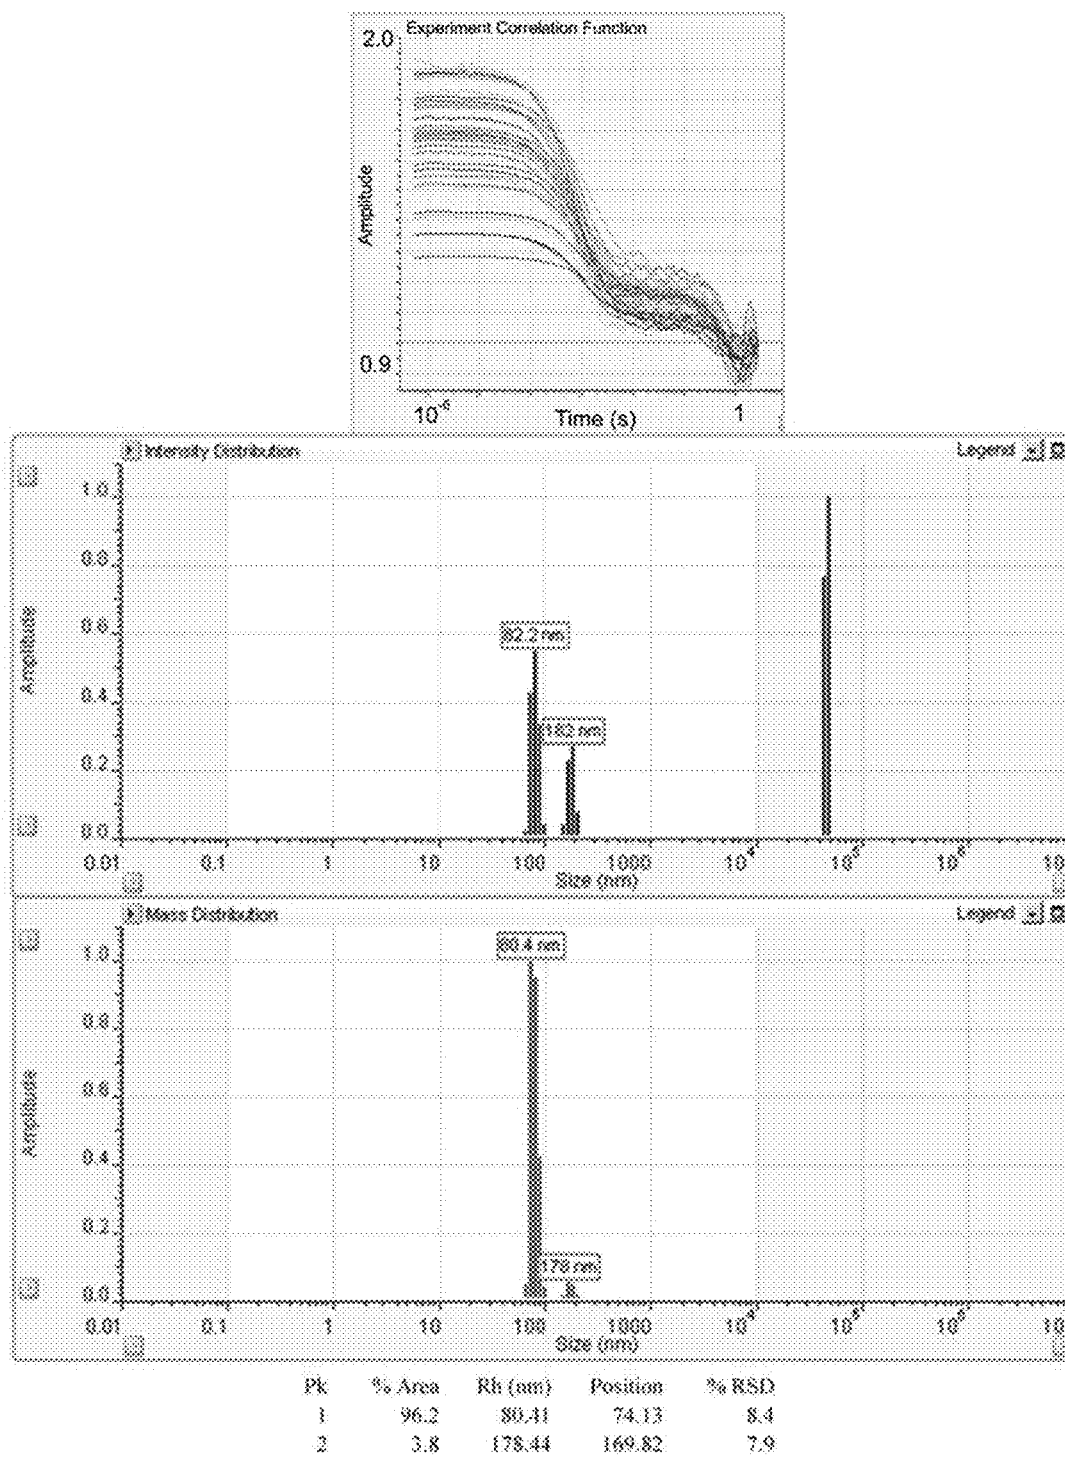 Experiment Correlation Function
2.0
Amplitude
0.9
10⁻⁶ Time (s) 1
Intensity Distribution Legend
1.0
0.8
0.6
0.4
0.2
0.0
Amplitude
82.2 nm
182 nm
0.01 0.1 1 10 100 1000 10⁴ 10⁵ 10⁶ 10
Size (nm)
Mass Distribution Legend
1.0
0.8
0.6
0.4
0.2
0.0
Amplitude
80.4 nm
178 nm
0.01 0.1 1 10 100 1000 10⁴ 10⁵ 10⁶ 10
Size (nm)
Pk % Area Rh (nm) Position % RSD
1 96.2 80.41 74.13 8.4
2 3.8 178.44 169.82 7.9